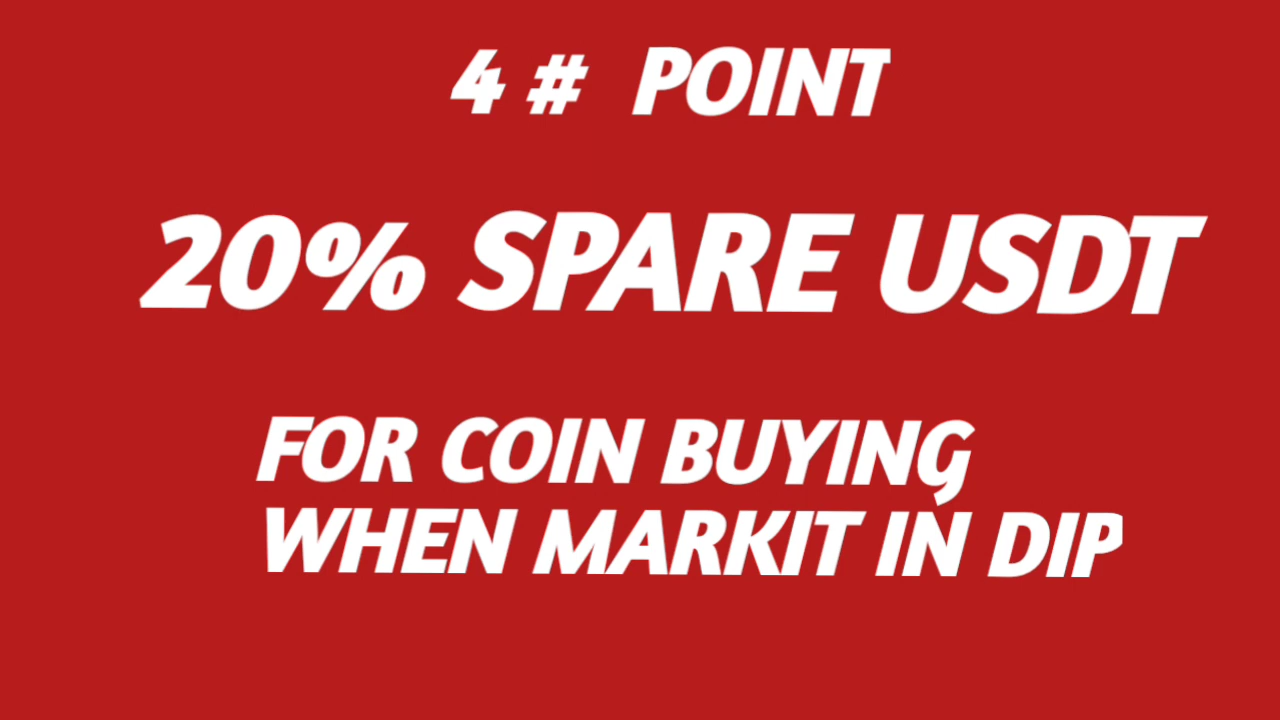 4 # POINT
20% SPARE USDT
FOR COIN BUYING
WHEN MARKIT IN DIP